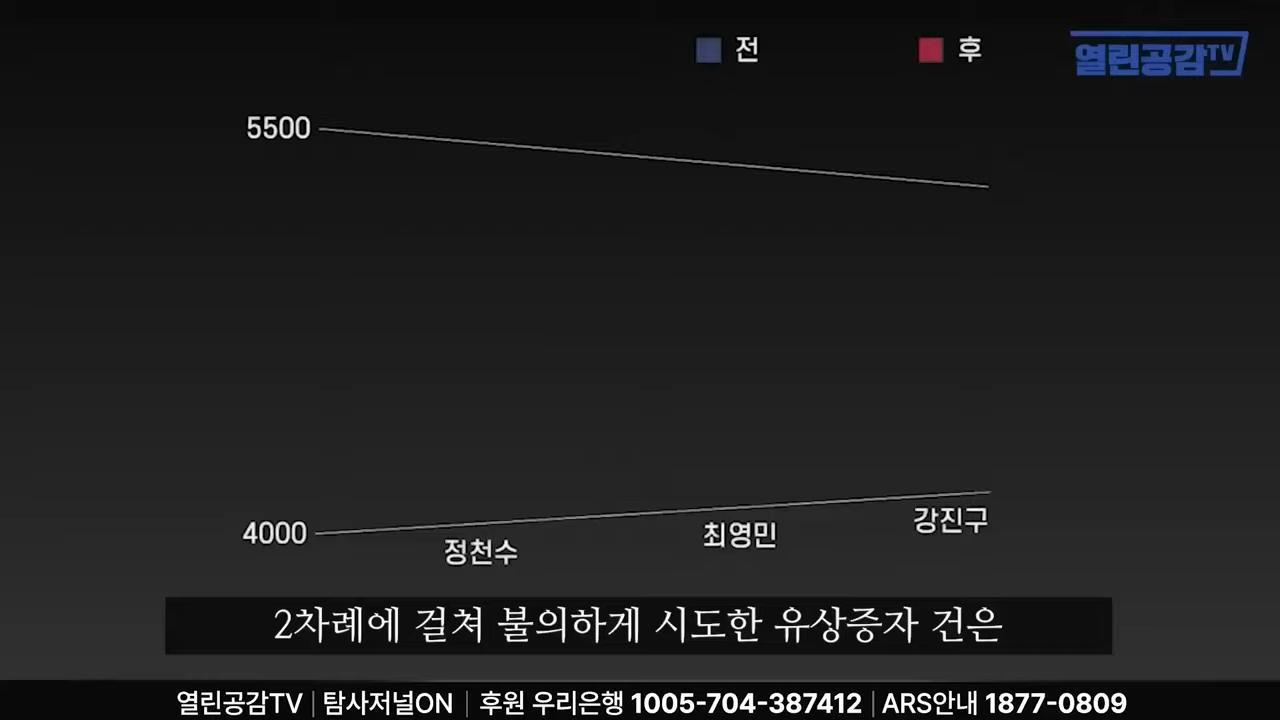 전
후
열린공감TV
5500
4000
정천수
최영민
강진구
2차례에 걸쳐 불의하게 시도한 유상증자 건은
열린공감TV | 탐사저널ON | 후원 우리은행 1005-704-387412 | ARS안내 1877-0809